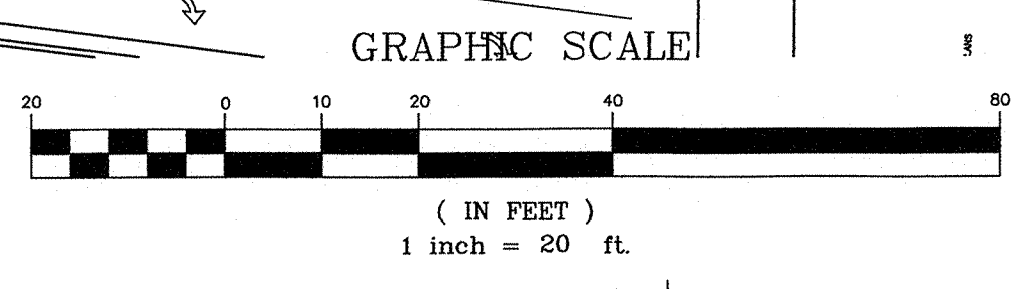 GRAPHIC SCALE
20 0 10 20 40 80
( IN FEET )
1 inch = 20 ft.